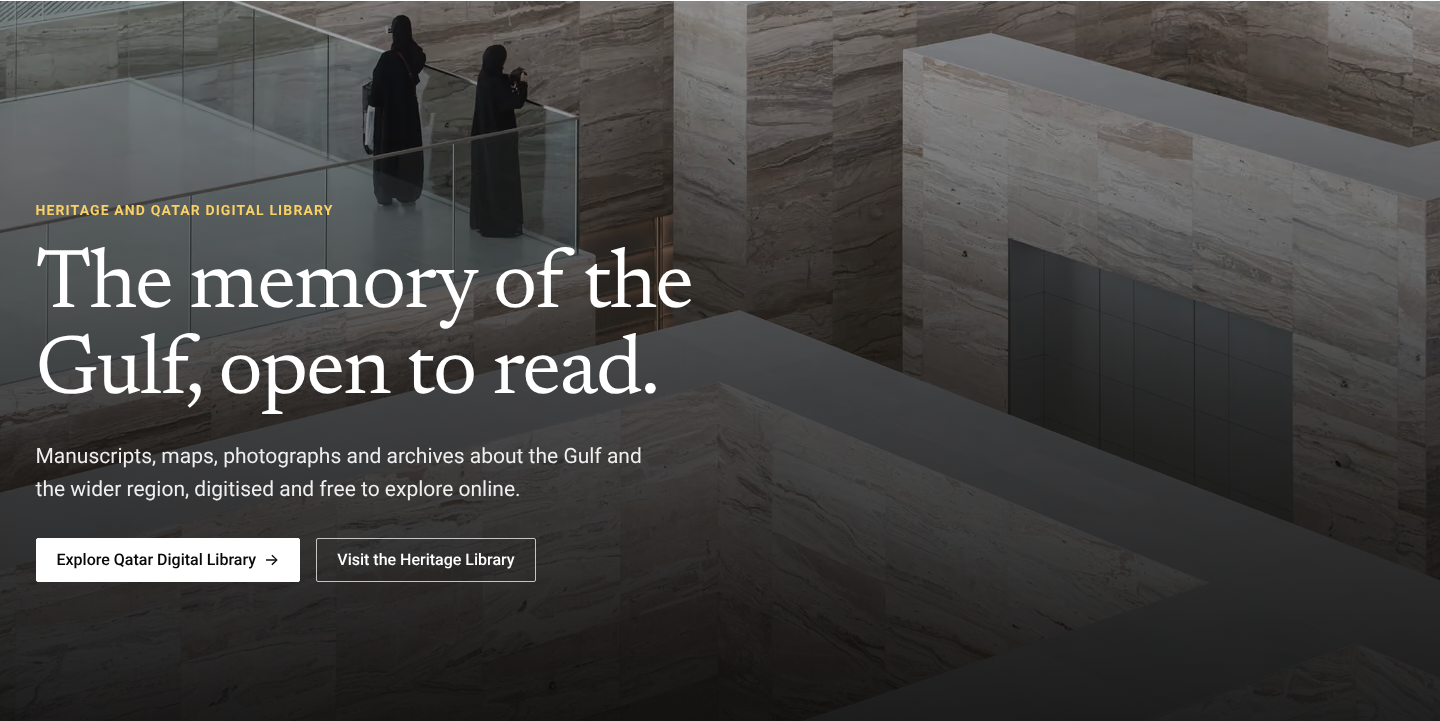 HERITAGE AND QATAR DIGITAL LIBRARY
The memory of the
Gulf, open to read.
Manuscripts, maps, photographs and archives about the Gulf and
the wider region, digitised and free to explore online.
Explore Qatar Digital Library →
Visit the Heritage Library